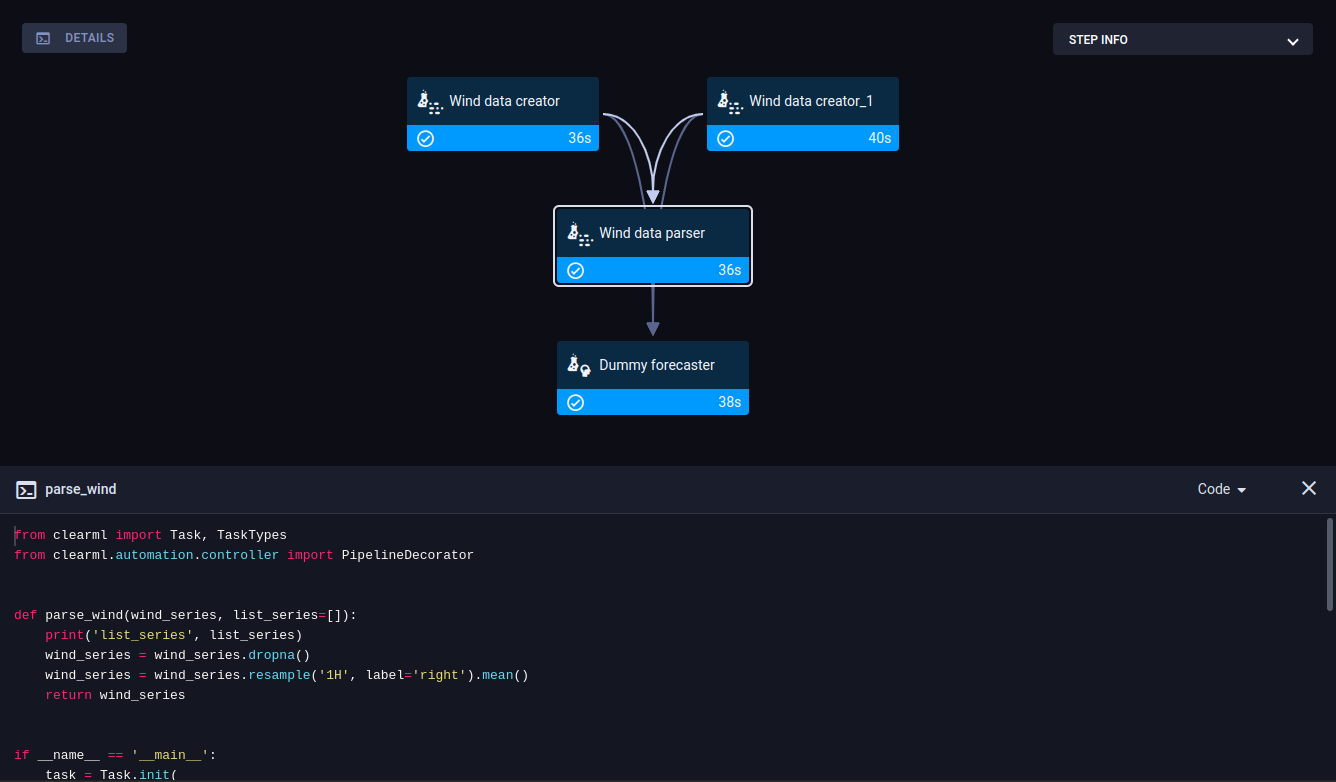 DETAILS
STEP INFO
Wind data creator
36s
Wind data creator_1
40s
Wind data parser
36s
Dummy forecaster
38s
parse_wind
Code
from clearml import Task, TaskTypes
from clearml.automation.controller import PipelineDecorator
def parse_wind(wind_series, list_series=[]):
    print('list_series', list_series)
    wind_series = wind_series.dropna()
    wind_series = wind_series.resample('1H', label='right').mean()
    return wind_series
if __name__ == '__main__':
    task = Task.init(